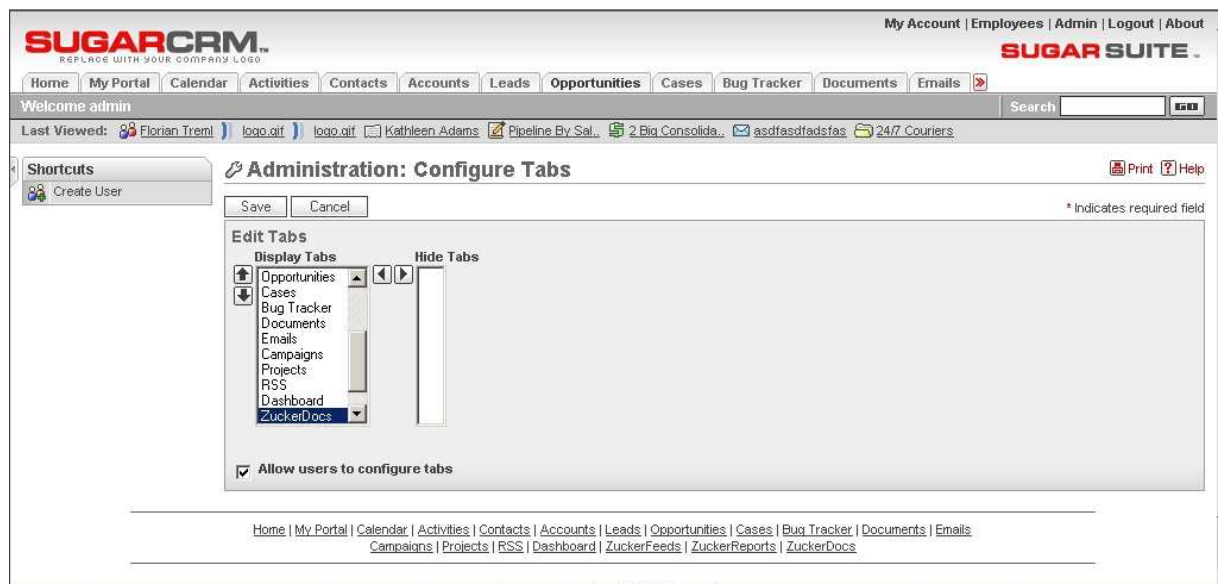 My Account | Employees | Admin | Logout | About
SUGARCRM™
REPLACE WITH YOUR COMPANY LOGO
SUGAR SUITE
Home My Portal Calendar Activities Contacts Accounts Leads Opportunities Cases Bug Tracker Documents Emails »
Welcome admin Search GO
Last Viewed: Florian Treml logo.gif logo.gif Kathleen Adams Pipeline By Sal.. 2 Big Consolida.. asdfasdfadsfas 24/7 Couriers
Shortcuts
Create User
Administration: Configure Tabs
Print ? Help
Save Cancel
* Indicates required field
Edit Tabs
Display Tabs Hide Tabs
Opportunities
Cases
Bug Tracker
Documents
Emails
Campaigns
Projects
RSS
Dashboard
ZuckerDocs
Allow users to configure tabs
Home | My Portal | Calendar | Activities | Contacts | Accounts | Leads | Opportunities | Cases | Bug Tracker | Documents | Emails
Campaigns | Projects | RSS | Dashboard | ZuckerFeeds | ZuckerReports | ZuckerDocs